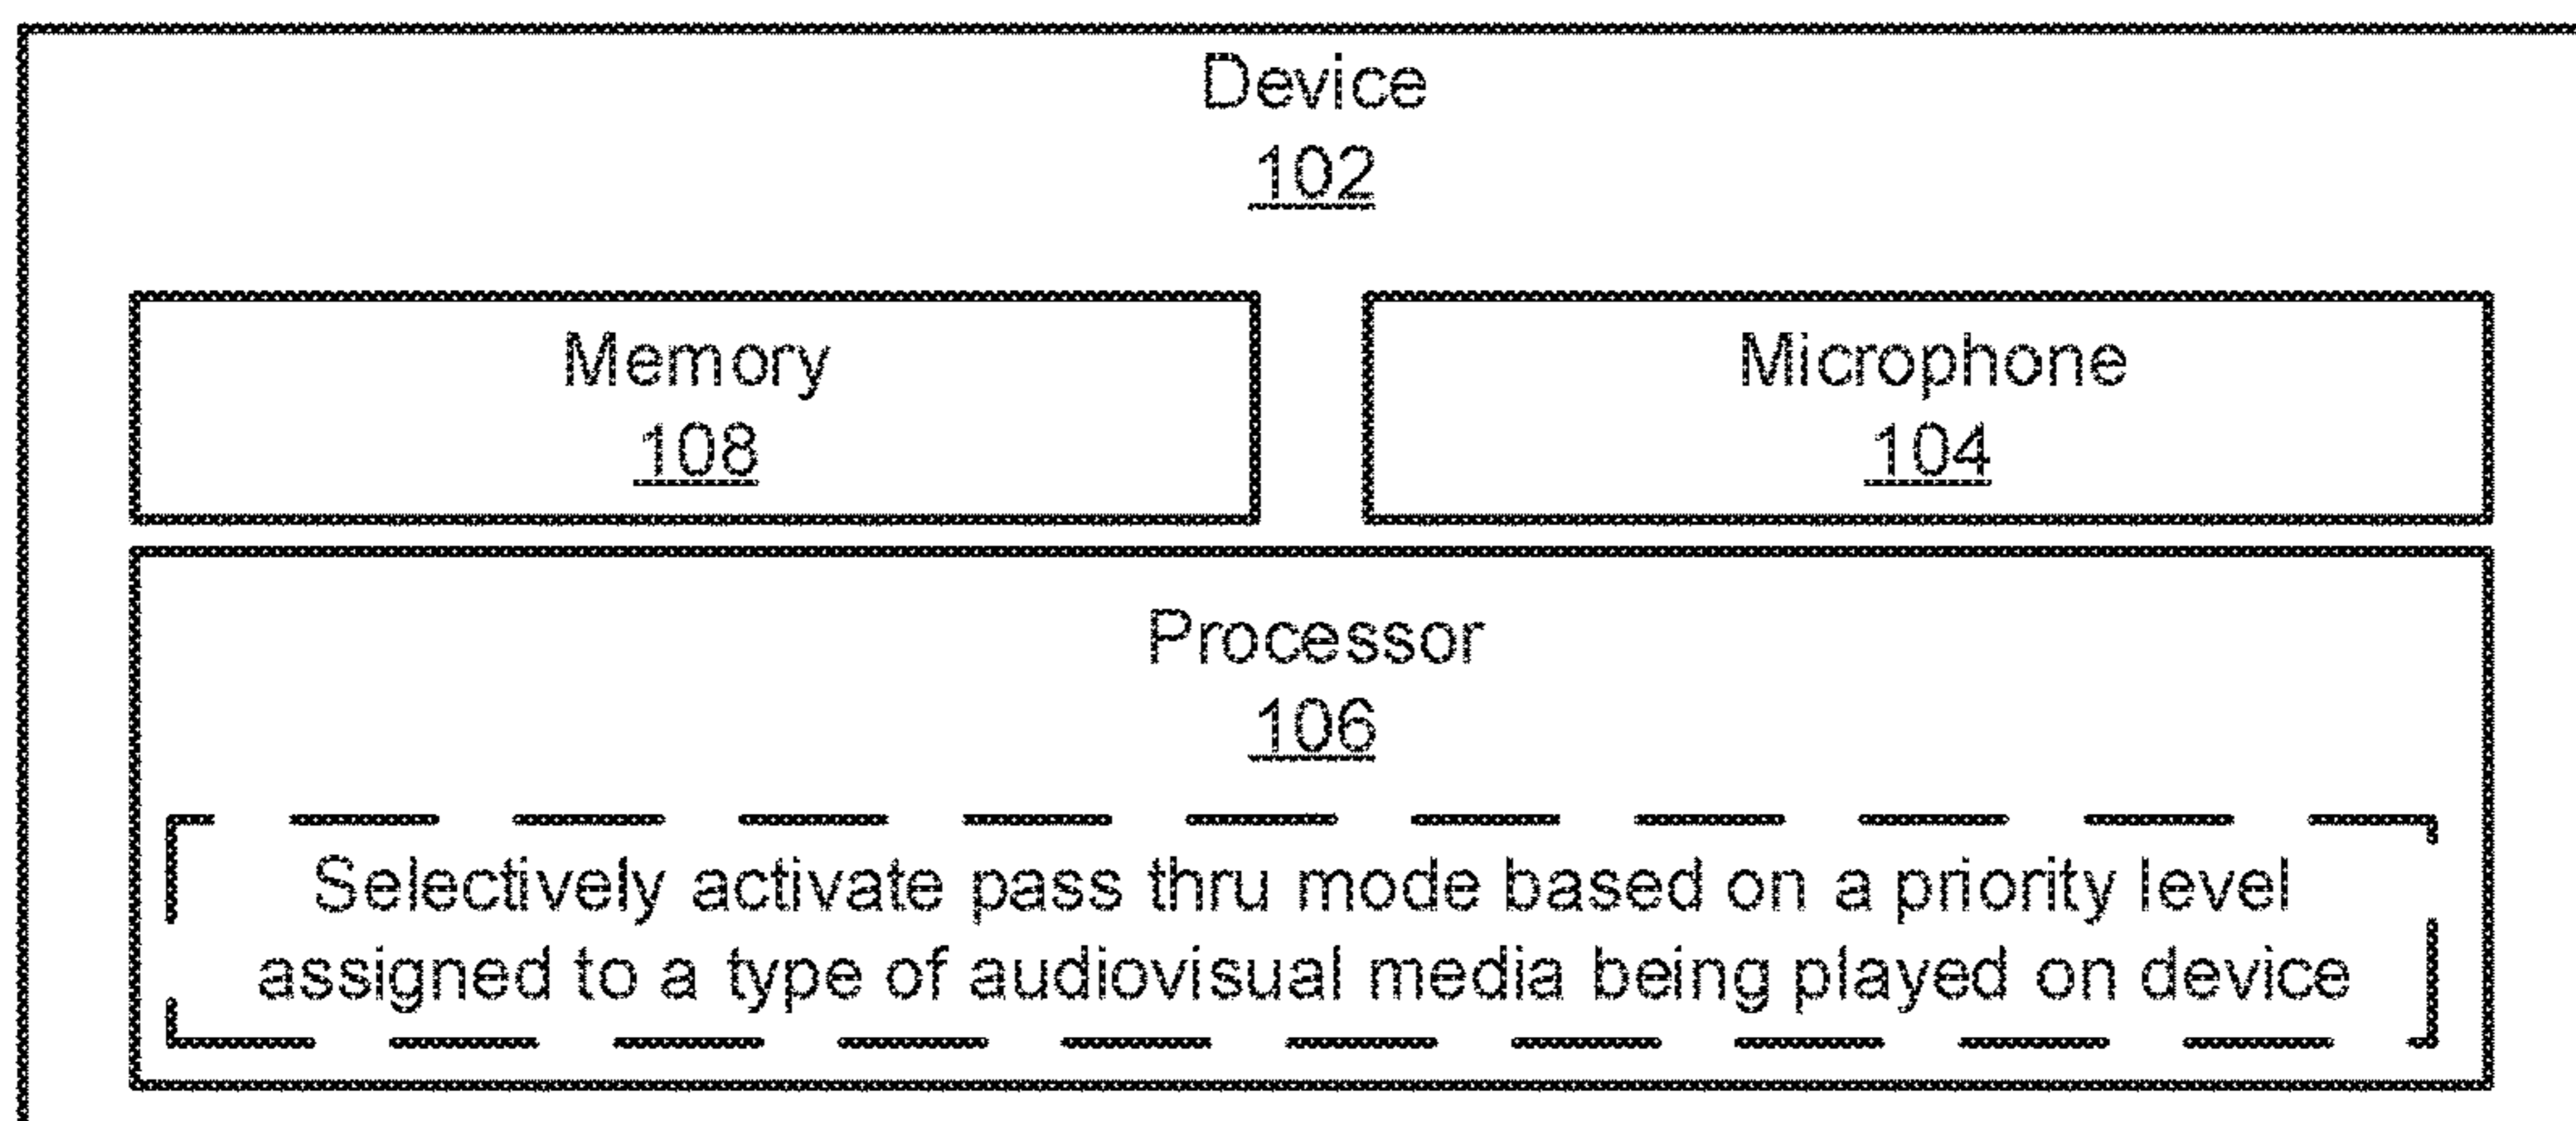 Device
102
Memory
108
Microphone
104
Processor
106
Selectively activate pass thru mode based on a priority level
assigned to a type of audiovisual media being played on device